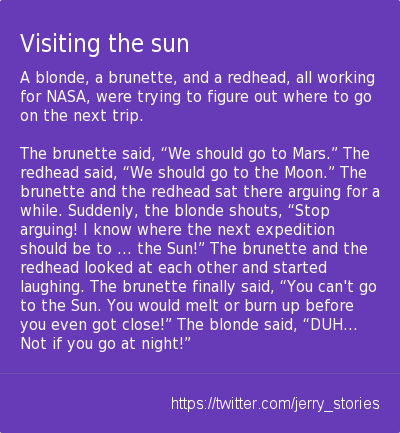 Visiting the sun
A blonde, a brunette, and a redhead, all working
for NASA, were trying to figure out where to go
on the next trip.
The brunette said, “We should go to Mars.” The
redhead said, “We should go to the Moon.” The
brunette and the redhead sat there arguing for a
while. Suddenly, the blonde shouts, “Stop
arguing! I know where the next expedition
should be to ... the Sun!” The brunette and the
redhead looked at each other and started
laughing. The brunette finally said, “You can't go
to the Sun. You would melt or burn up before
you even got close!” The blonde said, “DUH...
Not if you go at night!”
https://twitter.com/jerry_stories